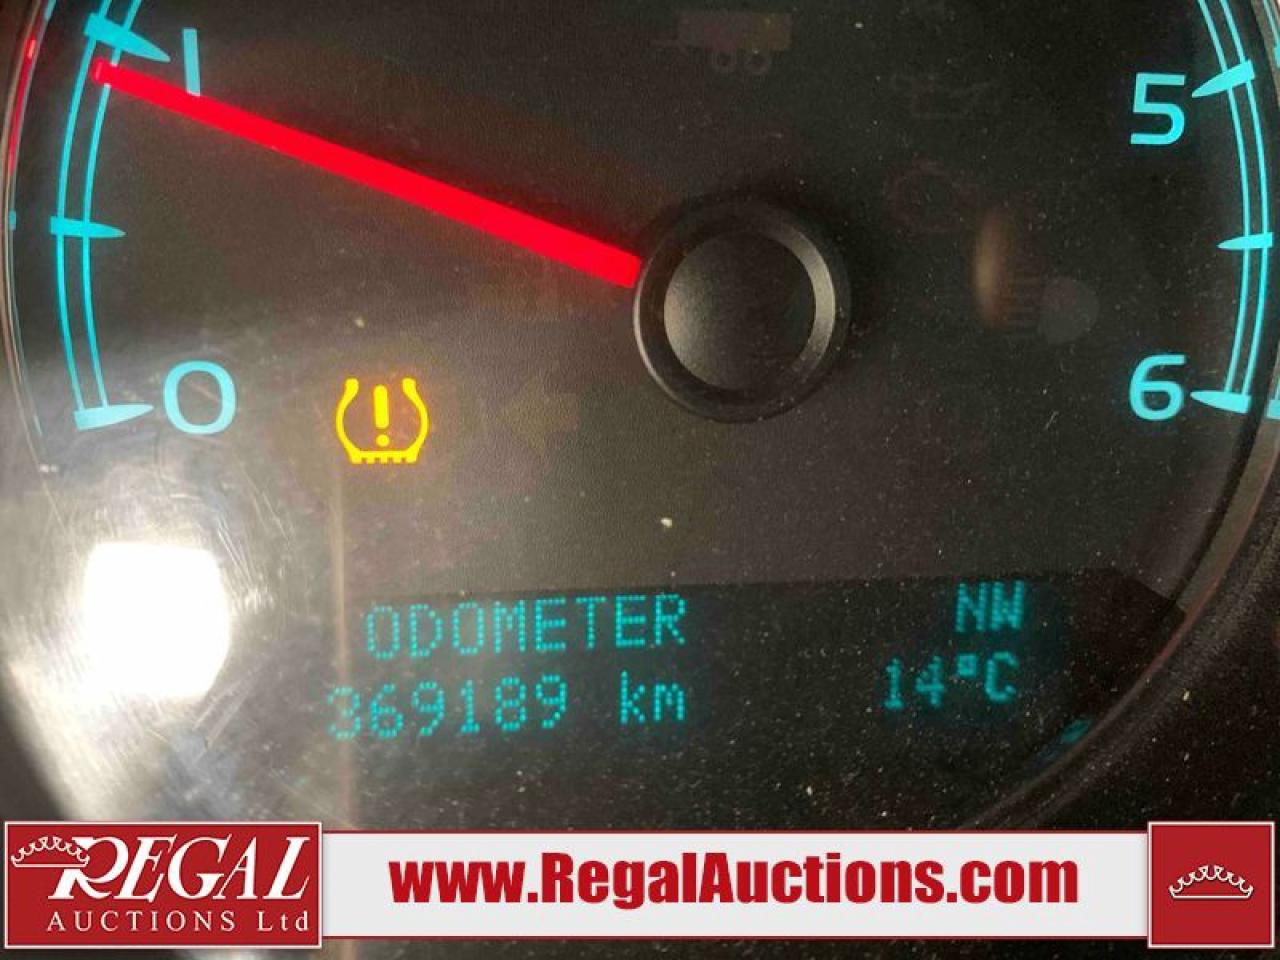 1
5
0
6
ODOMETER NW
369189 km 14°C
REGAL
AUCTIONS Ltd
www.RegalAuctions.com